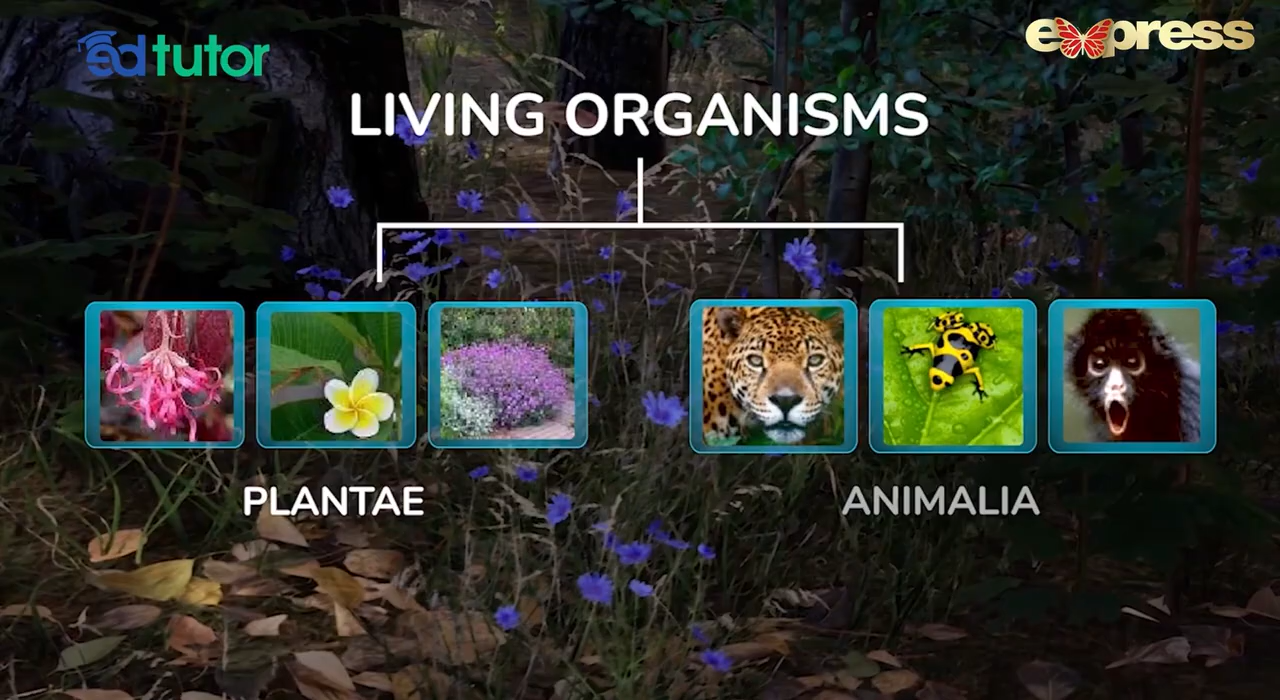 edtutor
express
LIVING ORGANISMS
PLANTAE
ANIMALIA